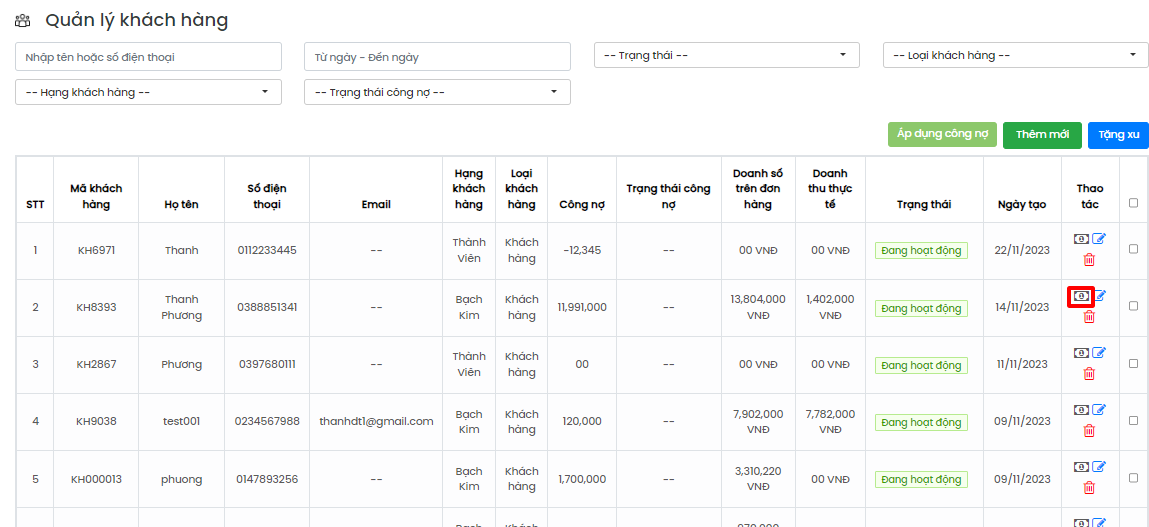 Quản lý khách hàng
Nhập tên hoặc số điện thoại
Từ ngày - Đến ngày
-- Trạng thái --
-- Loại khách hàng --
-- Hạng khách hàng --
-- Trạng thái công nợ --
Áp dụng công nợ
Thêm mới
Tặng xu
STT
Mã khách
hàng
Họ tên
Số điện
thoại
Email
Hạng
khách
hàng
Loại
khách
hàng
Công nợ
Trạng thái công
nợ
Doanh số
trên đơn
hàng
Doanh
thu thực
tế
Trạng thái
Ngày tạo
Thao
tác
1
KH6971
Thanh
0112233445
--
Thành
Viên
Khách
hàng
-12,345
--
00 VNĐ
00 VNĐ
Đang hoạt động
22/11/2023
2
KH8393
Thanh
Phương
0388851341
--
Bạch
Kim
Khách
hàng
11,991,000
--
13,804,000
VNĐ
1,402,000
VNĐ
Đang hoạt động
14/11/2023
3
KH2867
Phương
0397680111
--
Thành
Viên
Khách
hàng
00
--
00 VNĐ
00 VNĐ
Đang hoạt động
11/11/2023
4
KH9038
test001
0234567988
thanhdt1@gmail.com
Bạch
Kim
Khách
hàng
120,000
--
7,902,000
VNĐ
7,782,000
VNĐ
Đang hoạt động
09/11/2023
5
KH000013
phuong
0147893256
--
Bạch
Kim
Khách
hàng
1,700,000
--
3,310,220
VNĐ
00 VNĐ
Đang hoạt động
09/11/2023